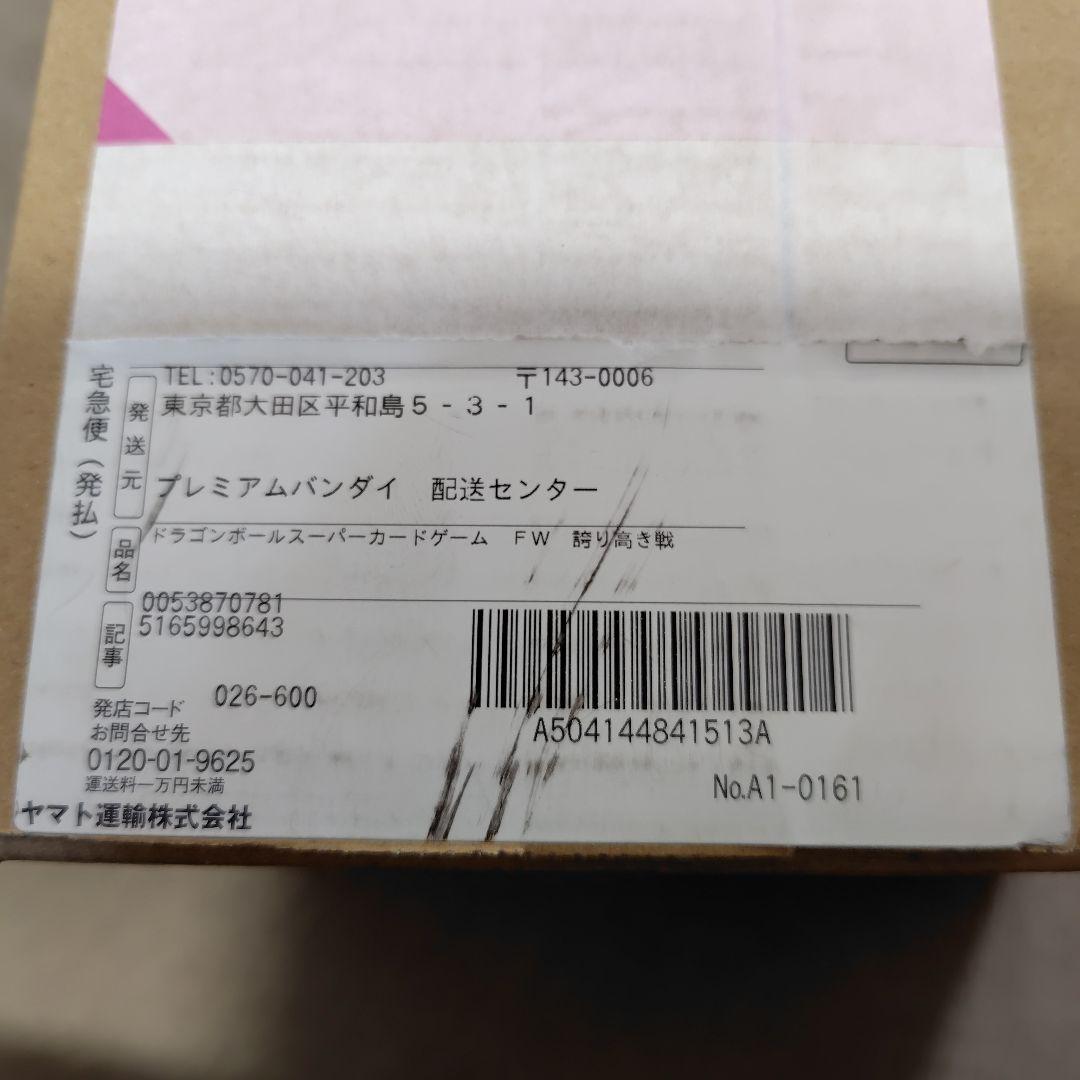 宅急便(発払)
発送元
TEL:0570-041-203 〒143-0006
東京都大田区平和島5-3-1
プレミアムバンダイ 配送センター
品名
ドラゴンボールスーパーカードゲーム FW 誇り高き戦
記事
0053870781
5165998643
発店コード 026-600
お問合せ先
0120-01-9625
運送料一万円未満
ヤマト運輸株式会社
A504144841513A
No.A1-0161